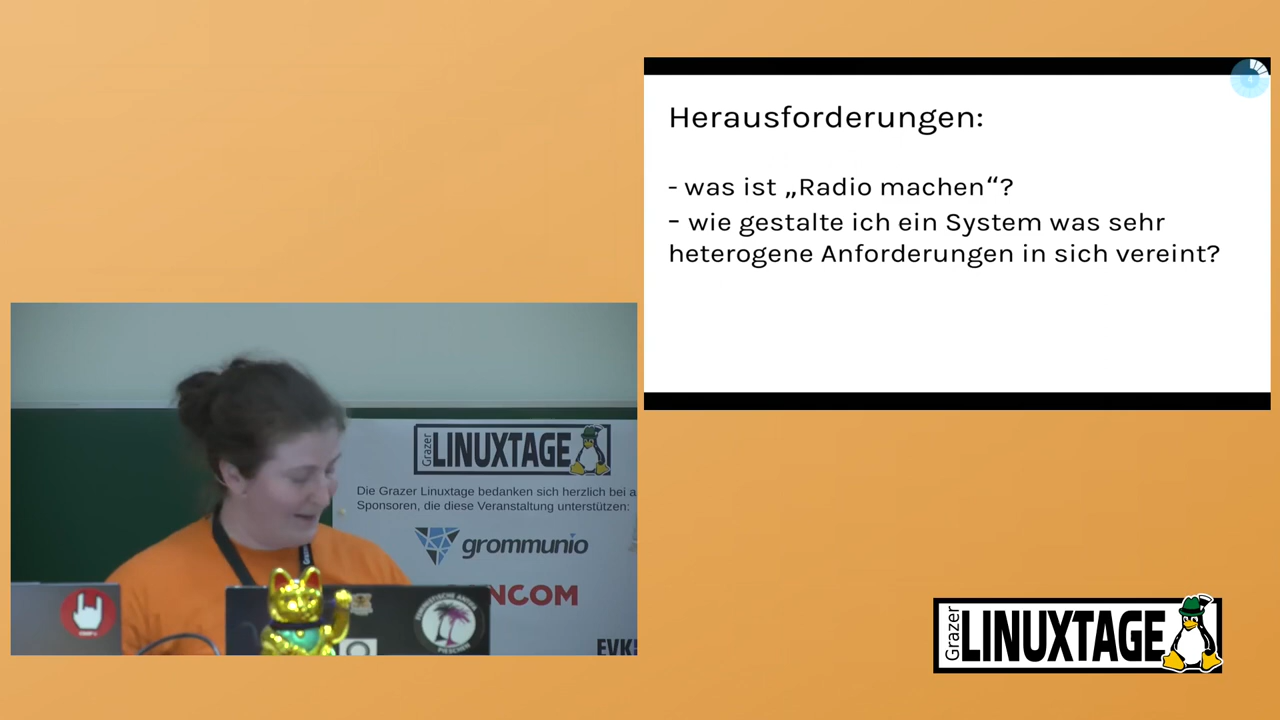 Herausforderungen:
- was ist „Radio machen“?
- wie gestalte ich ein System was sehr
heterogene Anforderungen in sich vereint?
Grazer LINUXTAGE
Die Grazer Linuxtage bedanken sich herzlich bei a
Sponsoren, die diese Veranstaltung unterstützen:
grommunio
NCOM
EVK
Grazer LINUXTAGE